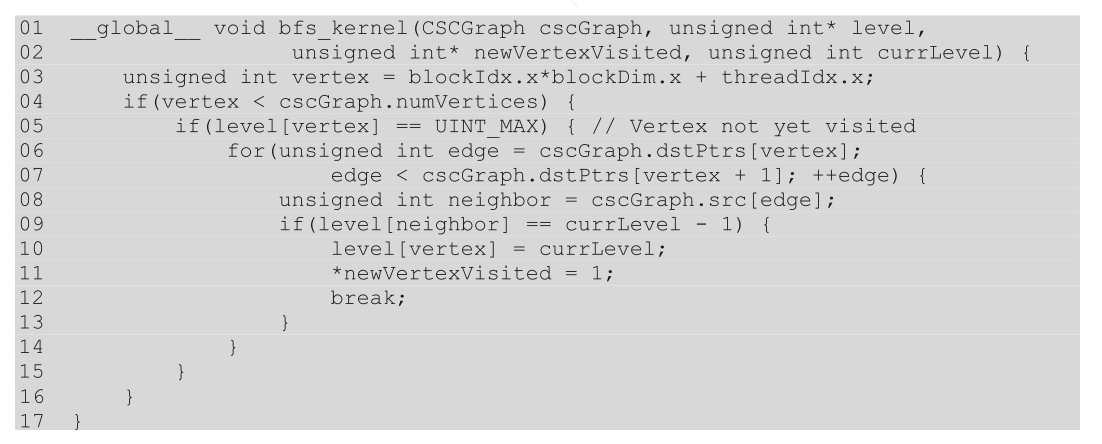 01  __global__ void bfs_kernel(CSCGraph cscGraph, unsigned int* level,
02                 unsigned int* newVertexVisited, unsigned int currLevel) {
03      unsigned int vertex = blockIdx.x*blockDim.x + threadIdx.x;
04      if(vertex < cscGraph.numVertices) {
05          if(level[vertex] == UINT_MAX) { // Vertex not yet visited
06              for(unsigned int edge = cscGraph.dstPtrs[vertex];
07                      edge < cscGraph.dstPtrs[vertex + 1]; ++edge) {
08                  unsigned int neighbor = cscGraph.src[edge];
09                  if(level[neighbor] == currLevel - 1) {
10                      level[vertex] = currLevel;
11                      *newVertexVisited = 1;
12                      break;
13                  }
14              }
15          }
16      }
17  }